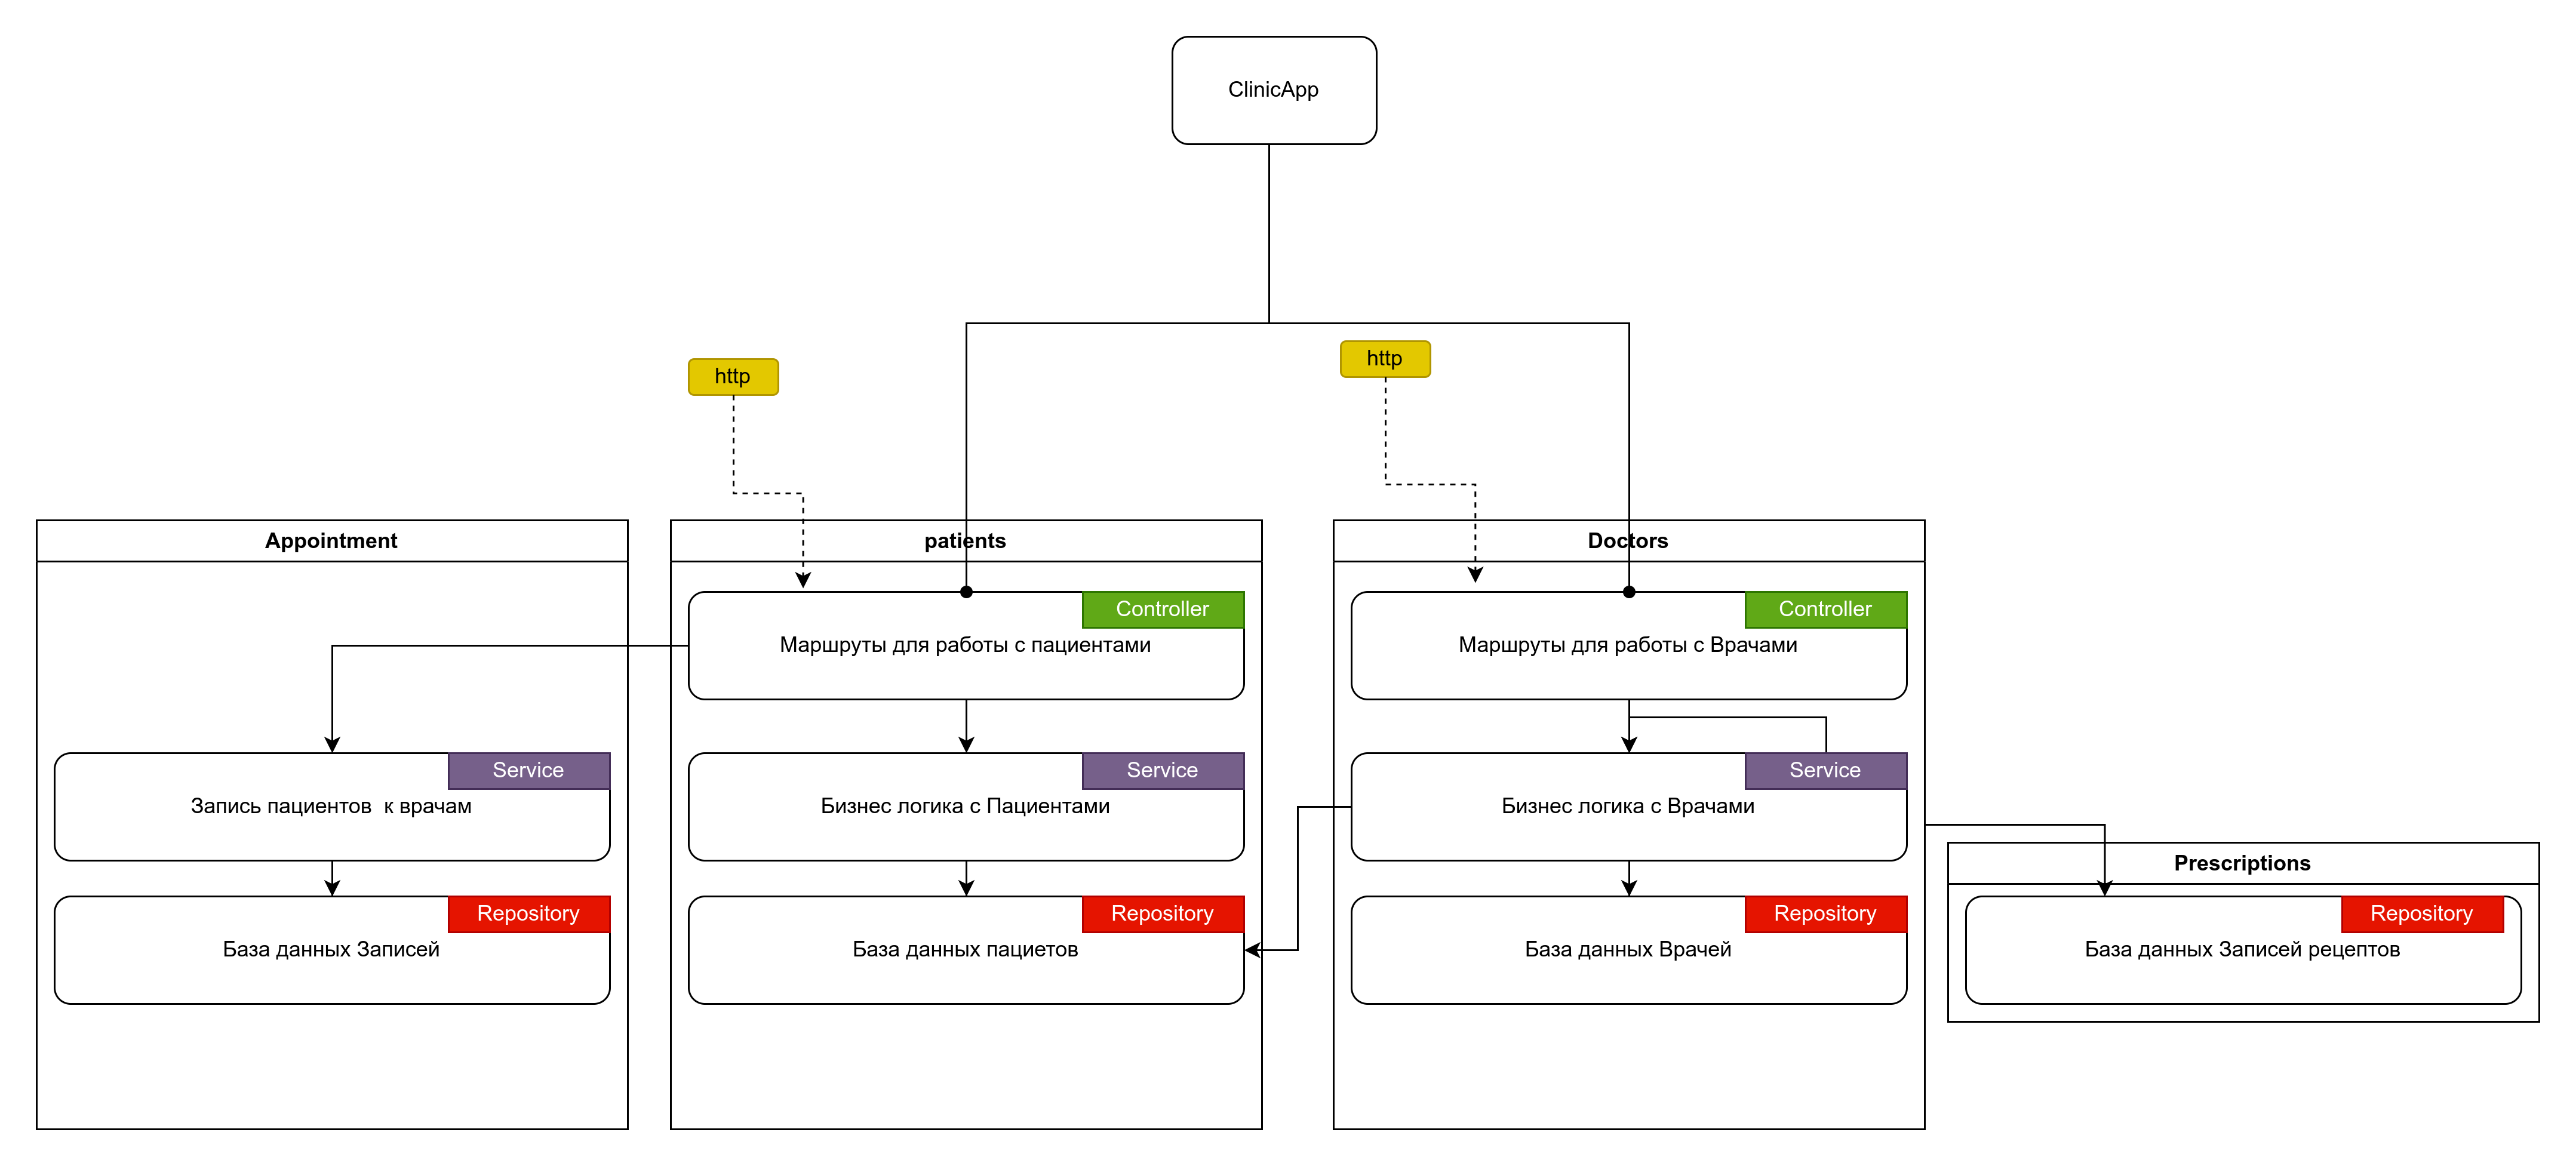 ClinicApp
http
http
Appointment
patients
Doctors
Controller
Маршруты для работы с пациентами
Controller
Маршруты для работы с Врачами
Service
Запись пациентов  к врачам
Service
Бизнес логика с Пациентами
Service
Бизнес логика с Врачами
Prescriptions
Repository
База данных Записей
Repository
База данных пациетов
Repository
База данных Врачей
Repository
База данных Записей рецептов